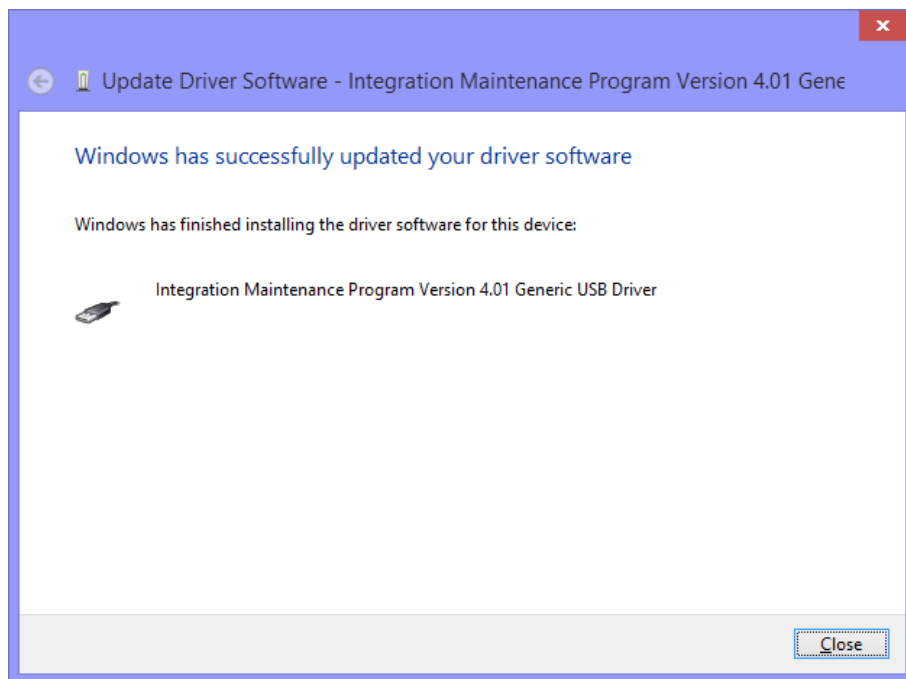 Update Driver Software - Integration Maintenance Program Version 4.01 Gene
Windows has successfully updated your driver software
Windows has finished installing the driver software for this device:
Integration Maintenance Program Version 4.01 Generic USB Driver
Close